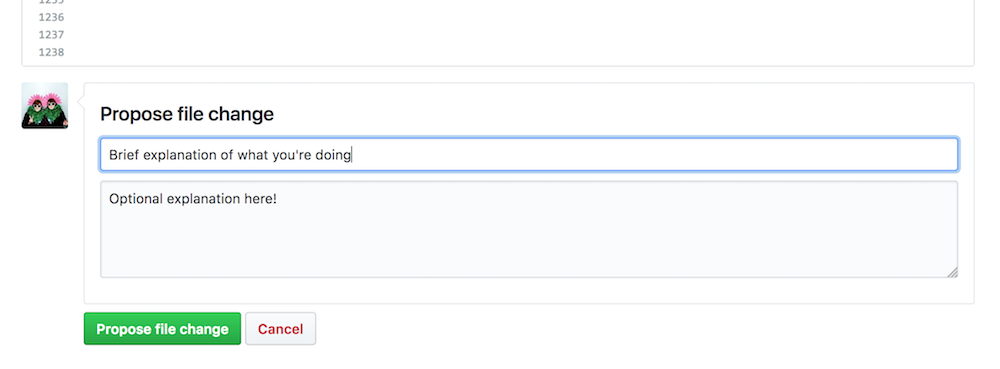 1236
1237
1238
Propose file change
Brief explanation of what you're doing
Optional explanation here!
Propose file change Cancel